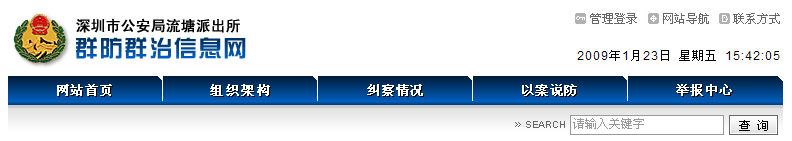 深圳市公安局流塘派出所
群防群治信息网
管理登录 网站导航 联系方式
2009年1月23日 星期五 15:42:05
网站首页 组织架构 纠察情况 以案说防 举报中心
» SEARCH 请输入关键字 查 询